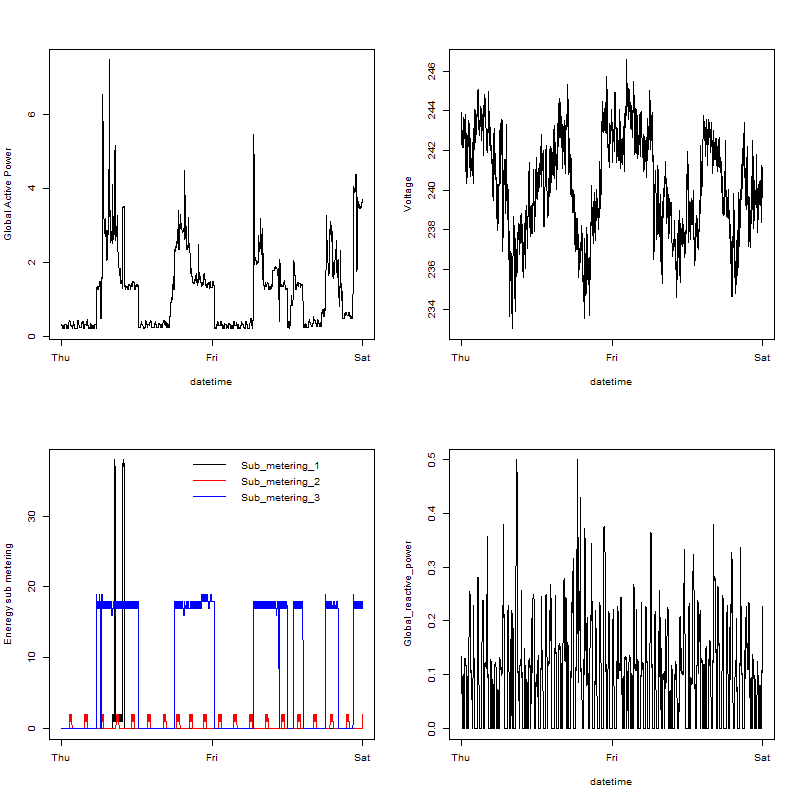 Global Active Power
0
2
4
6
Thu
Fri
Sat
datetime
Voltage
234
236
238
240
242
244
246
Thu
Fri
Sat
datetime
Eneregy sub metering
0
10
20
30
Sub_metering_1
Sub_metering_2
Sub_metering_3
Thu
Fri
Sat
Global_reactive_power
0.0
0.1
0.2
0.3
0.4
0.5
Thu
Fri
Sat
datetime